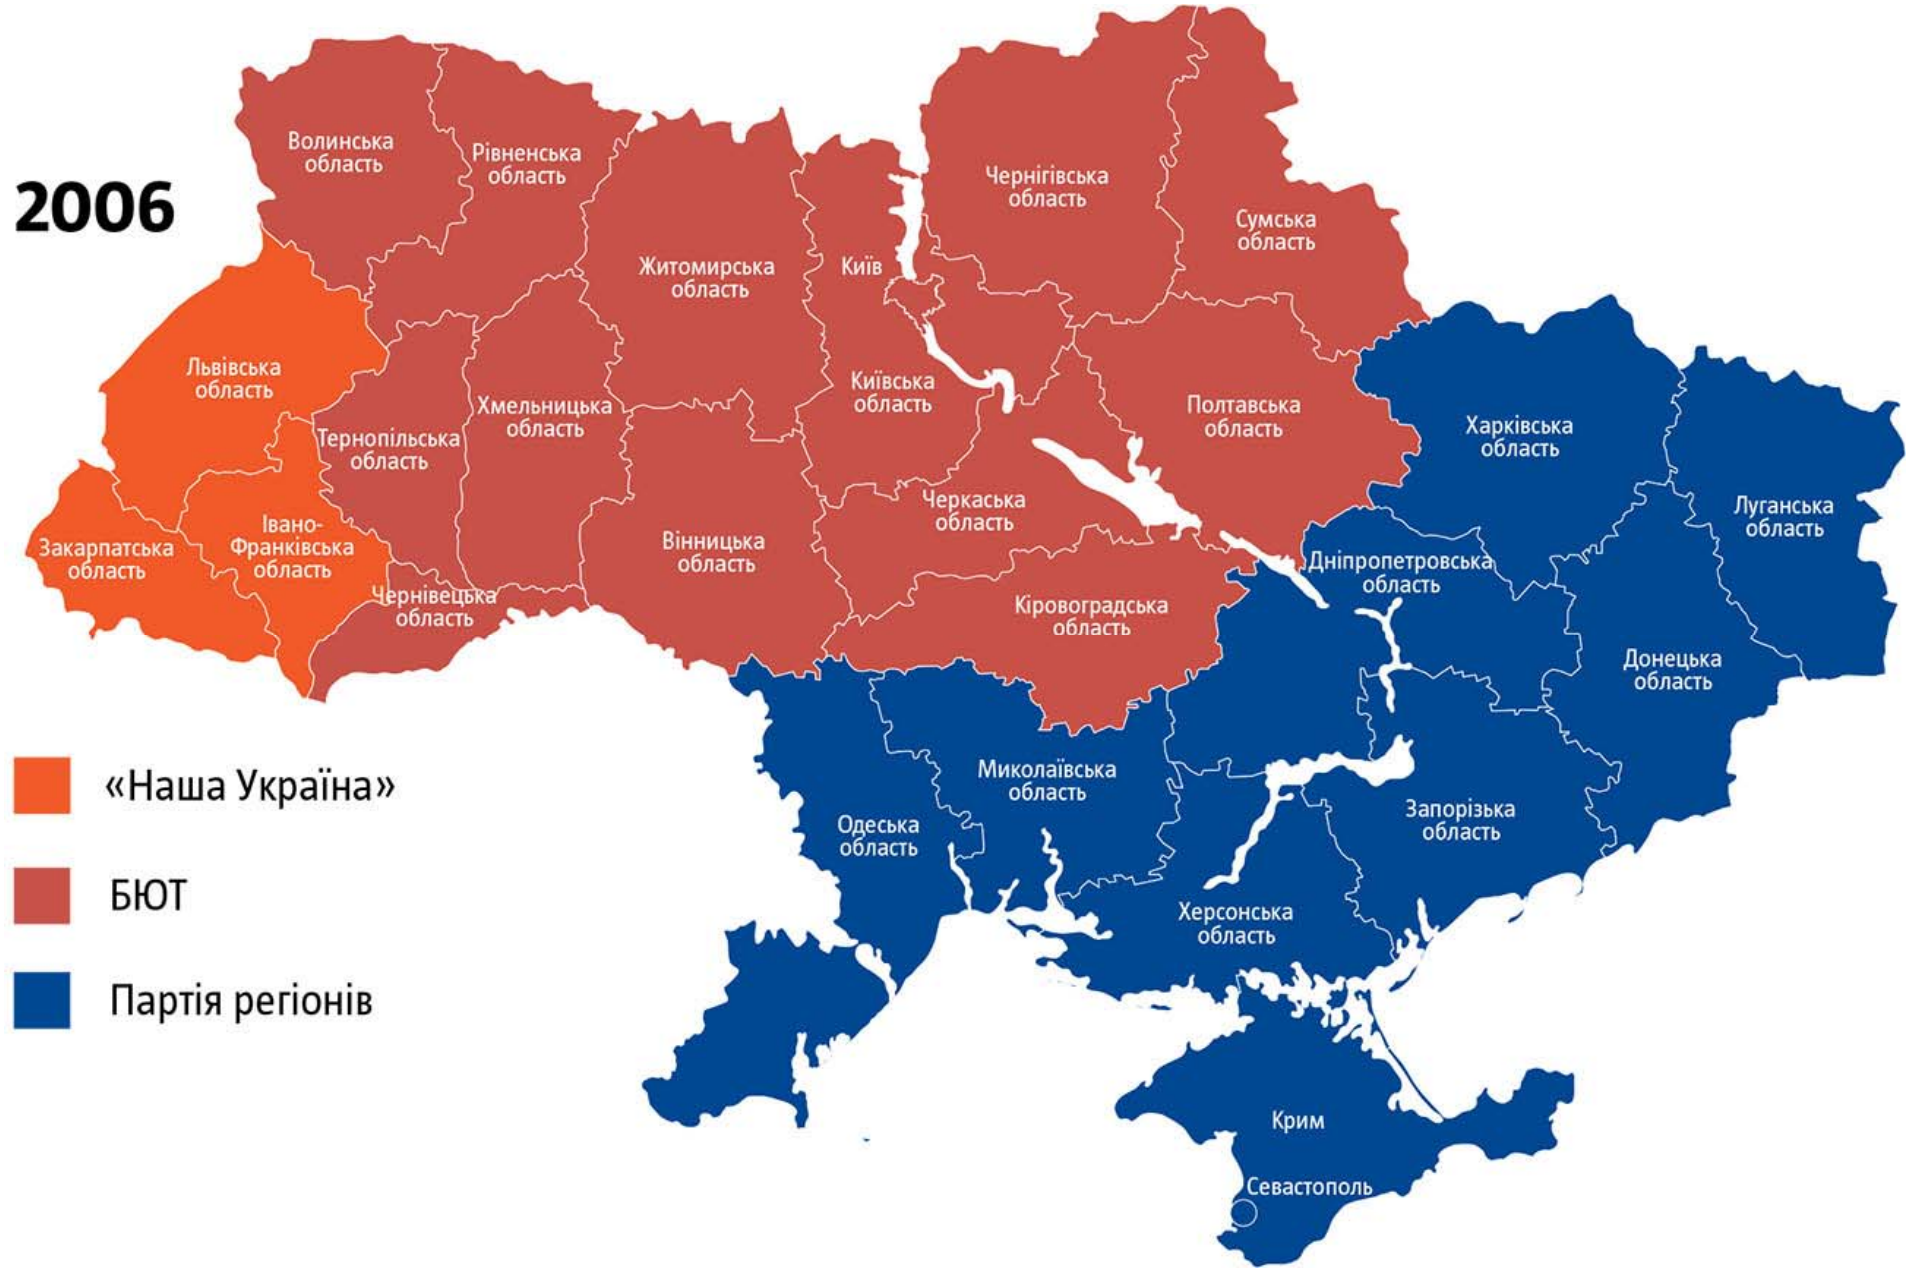 2006
Волинська
область
Рівненська
область
Житомирська
область
Київ
Чернігівська
область
Сумська
область
Львівська
область
Тернопільська
область
Хмельницька
область
Київська
область
Полтавська
область
Харківська
область
Луганська
область
Закарпатська
область
Івано-
Франківська
область
Чернівецька
область
Вінницька
область
Черкаська
область
Кіровоградська
область
Дніпропетровська
область
Донецька
область
Одеська
область
Миколаївська
область
Запорізька
область
Херсонська
область
Крим
Севастополь
«Наша Україна»
БЮТ
Партія регіонів